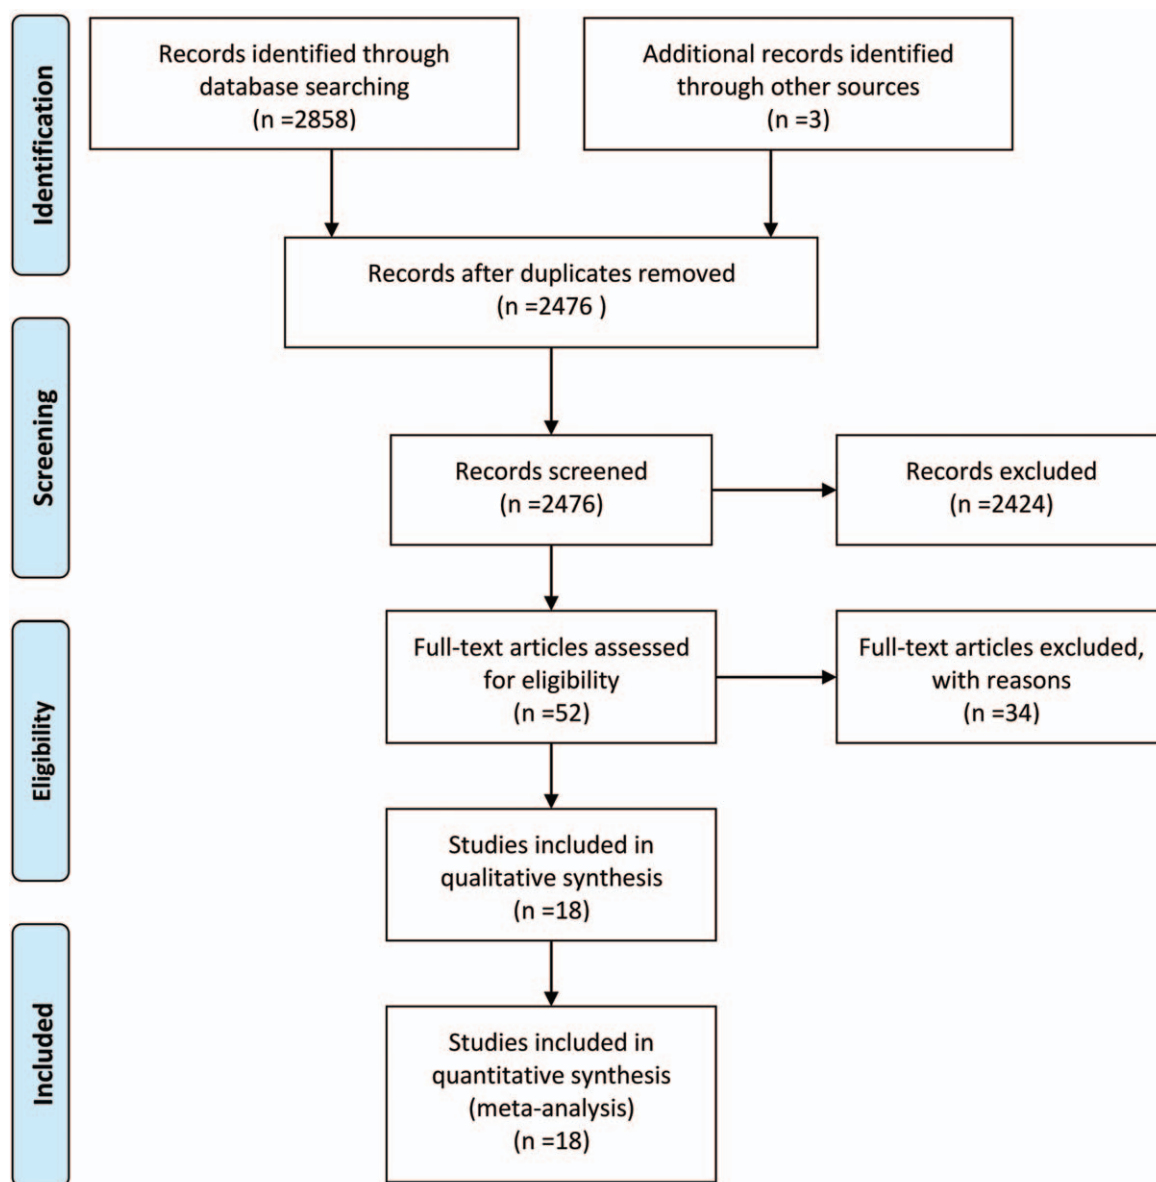 Identification
Records identified through
database searching
(n =2858)
Additional records identified
through other sources
(n =3)
Records after duplicates removed
(n =2476 )
Screening
Records screened
(n =2476)
Records excluded
(n =2424)
Eligibility
Full-text articles assessed
for eligibility
(n =52)
Full-text articles excluded,
with reasons
(n =34)
Studies included in
qualitative synthesis
(n =18)
Included
Studies included in
quantitative synthesis
(meta-analysis)
(n =18)